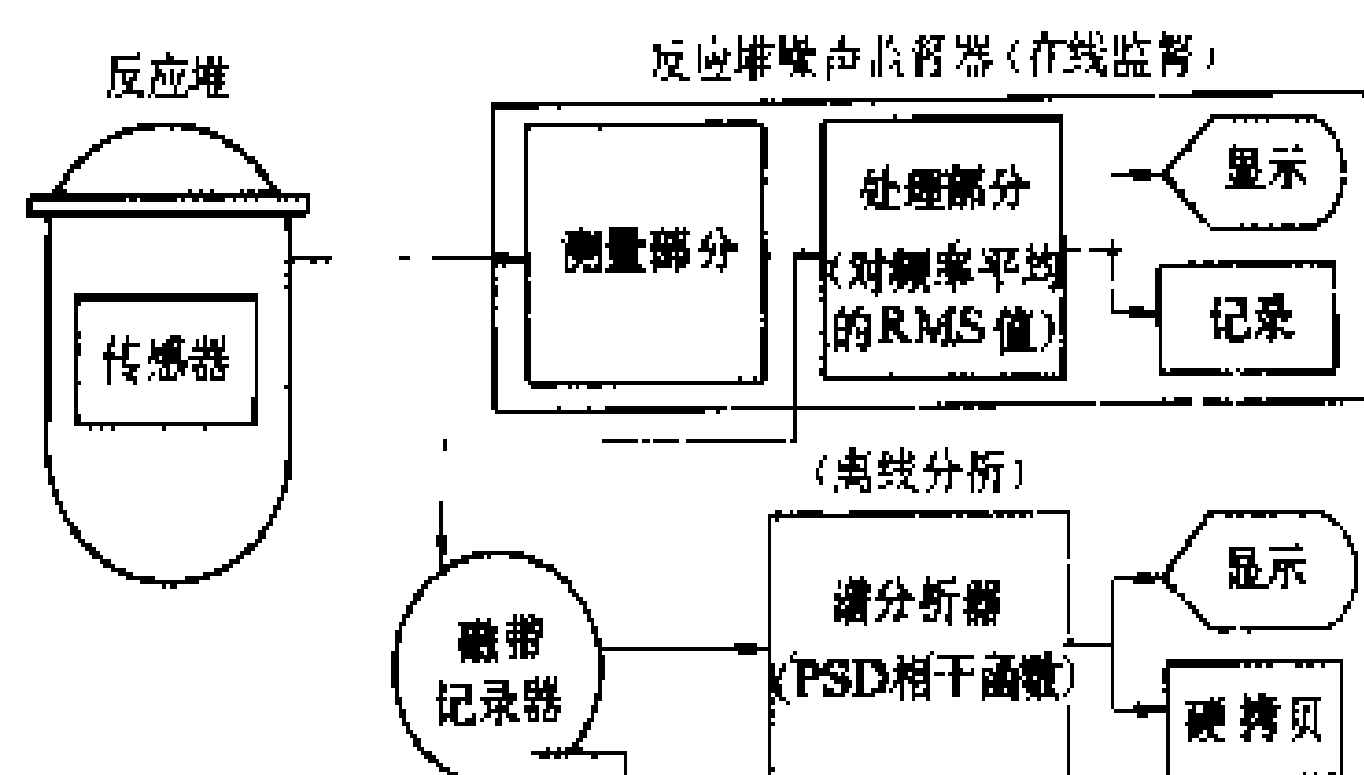 反应堆噪声监督器(在线监督)
反应堆
显示
处理部分
测量部分
(对频率平均
的RMS值)
记录
传感器
(离线分析)
显示
谱分析器
磁带
(PSD相干函数)
记录器
硬拷贝